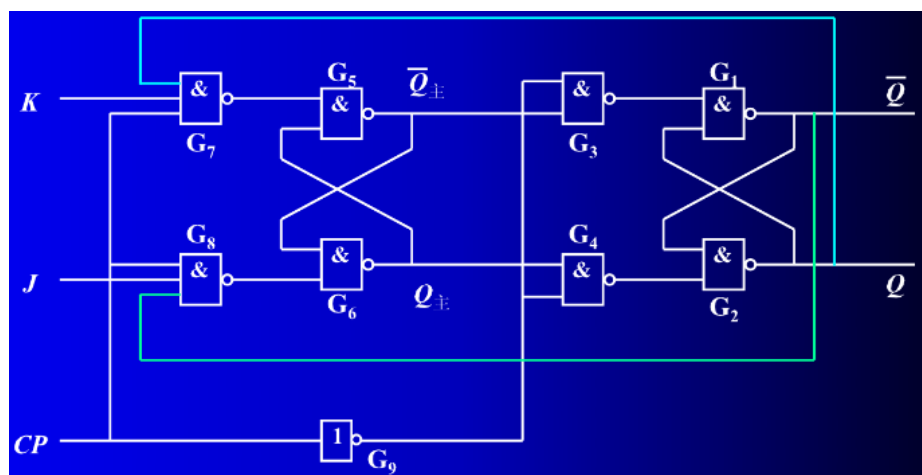 G₅ Q̅主 G₁ Q̅
& & & &
K
G₇ G₃
G₈ G₄
& & & &
J Q主 Q
G₆ G₂
CP 1
G₉